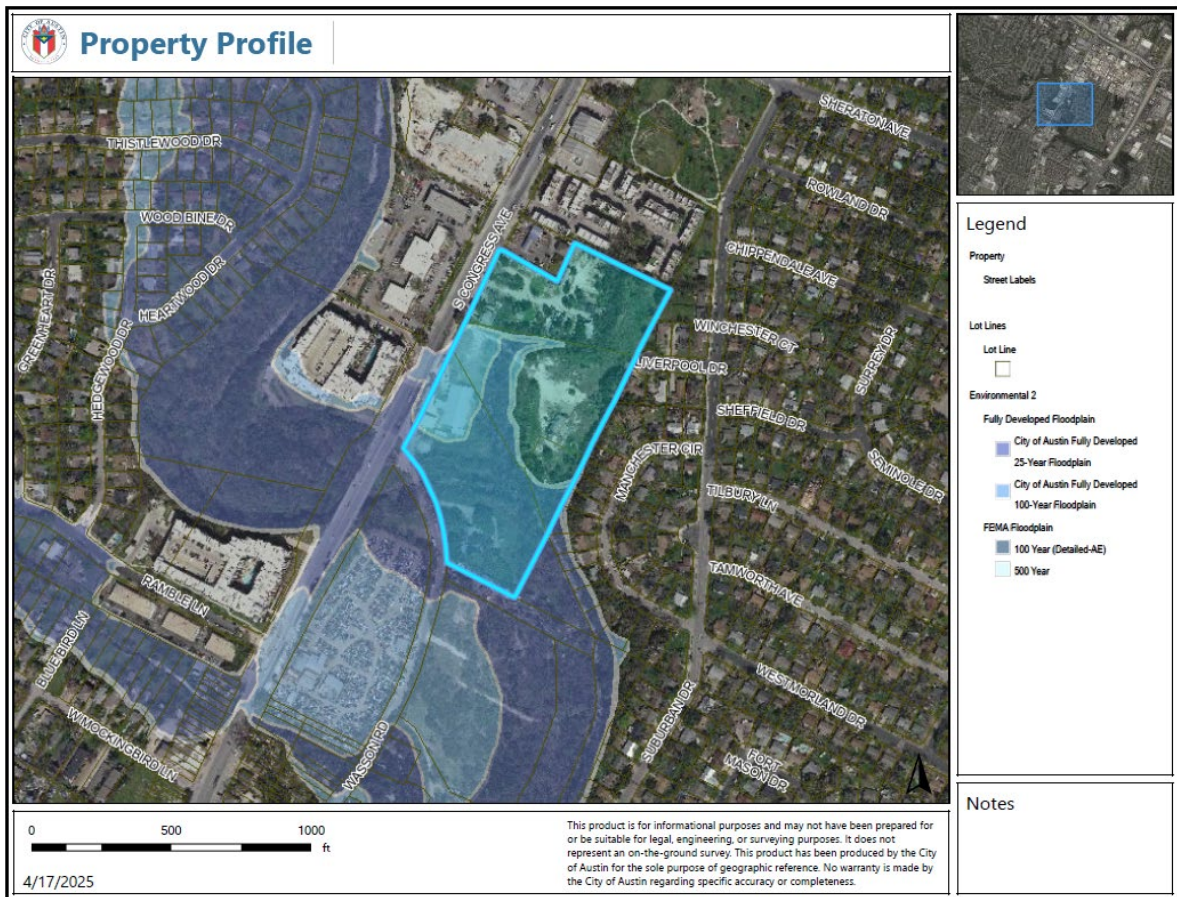 CITY OF AUSTIN
Property Profile
SHERATON AVE
THISTLEWOOD DR
ROWLAND DR
WOOD BINE DR
S CONGRESS AVE
CHIPPENDALE AVE
HEARTWOOD DR
GREENHEART DR
HEDGEWOOD DR
WINCHESTER CT
SURREY DR
LIVERPOOL DR
SHEFFIELD DR
MANCHESTER CIR
SEMINOLE DR
TILBURY LN
RAMBLE LN
TAMWORTH AVE
BLUE BIRD LN
WESTMORLAND DR
SUBURBAN DR
W MOCKINGBIRD LN
WASSON RD
FORT
MASON DR
Legend
Property
Street Labels
Lot Lines
Lot Line
Environmental 2
Fully Developed Floodplain
City of Austin Fully Developed
25-Year Floodplain
City of Austin Fully Developed
100-Year Floodplain
FEMA Floodplain
100 Year (Detailed-AE)
500 Year
Notes
0 500 1000
ft
4/17/2025
This product is for informational purposes and may not have been prepared for
or be suitable for legal, engineering, or surveying purposes. It does not
represent an on-the-ground survey. This product has been produced by the City
of Austin for the sole purpose of geographic reference. No warranty is made by
the City of Austin regarding specific accuracy or completeness.